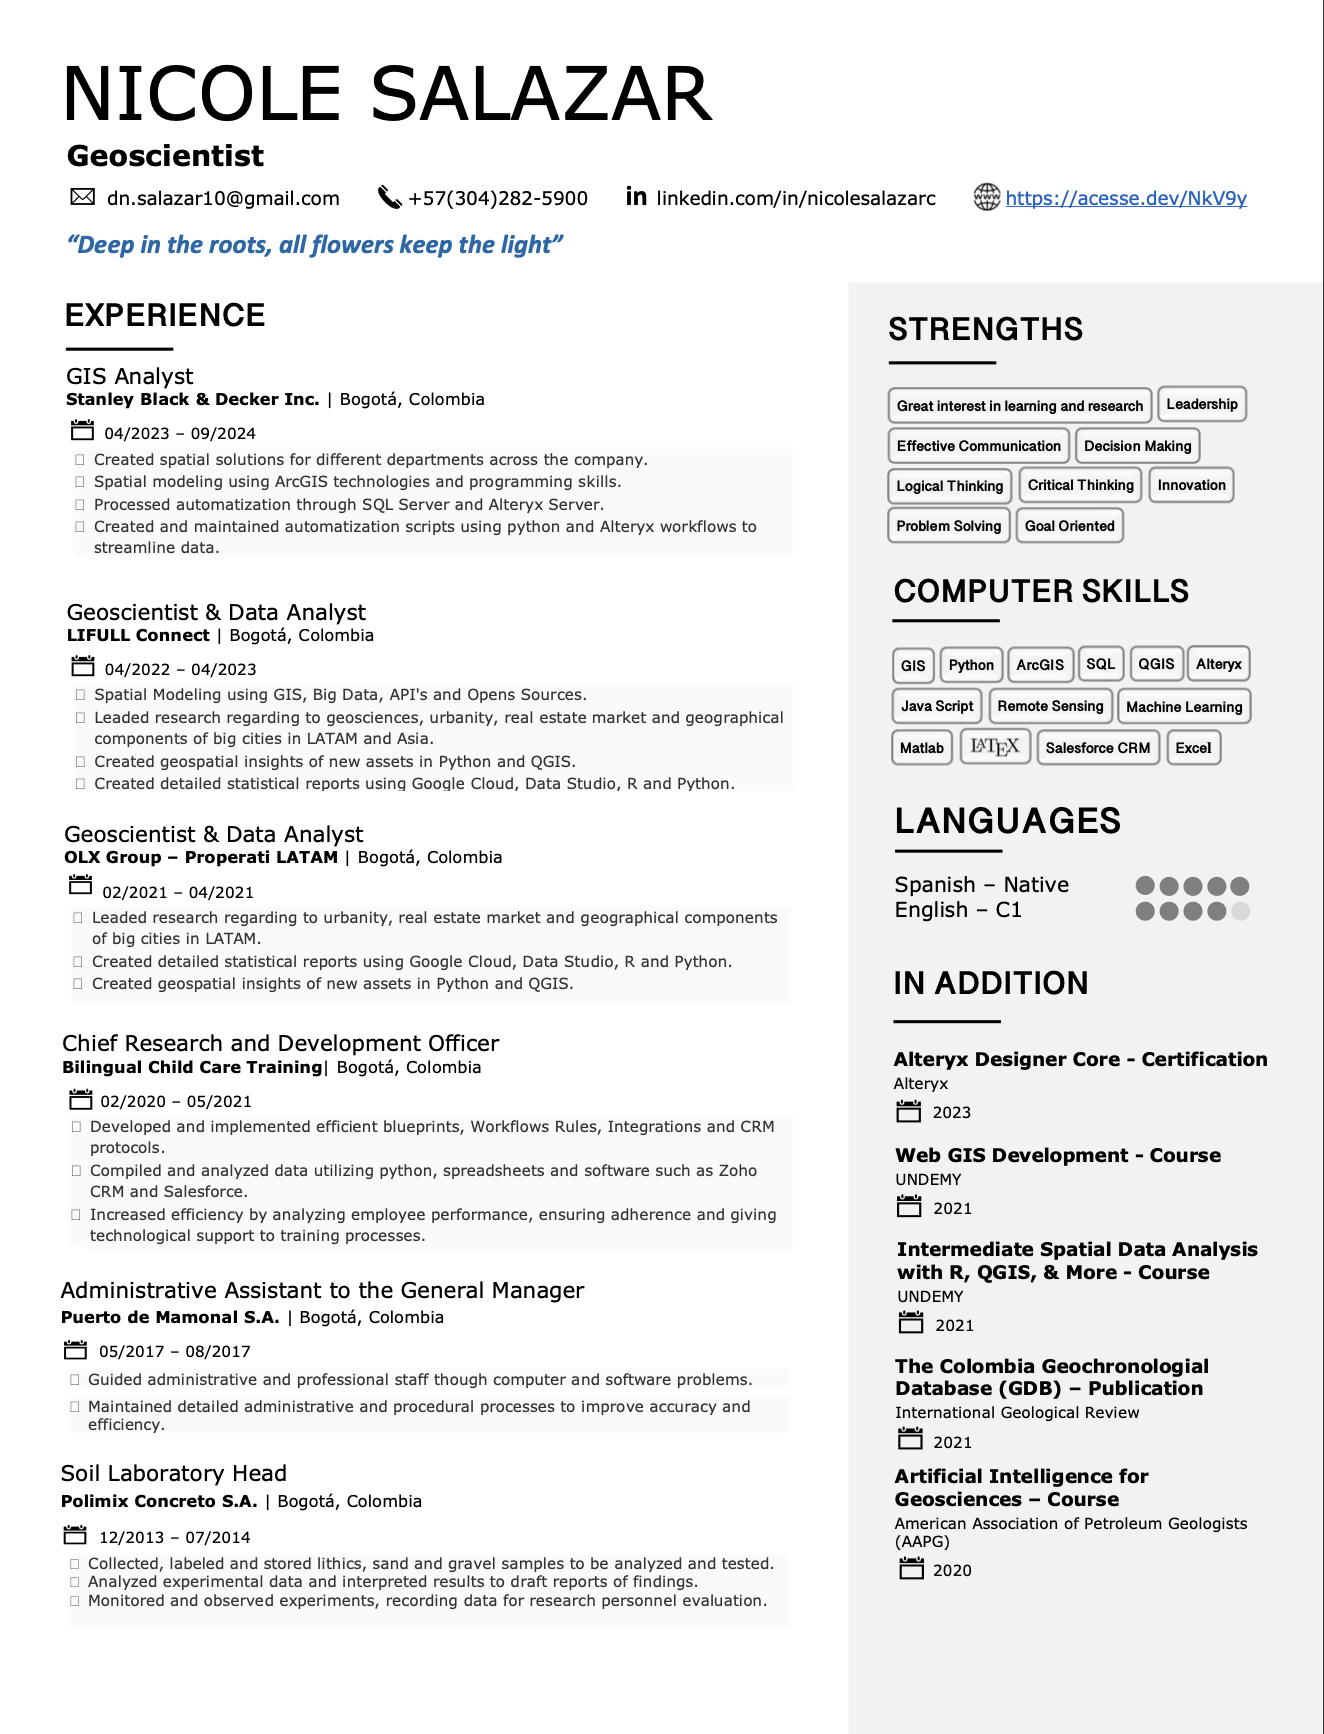 NICOLE SALAZAR
Geoscientist
dn.salazar10@gmail.com +57(304)282-5900 in linkedin.com/in/nicolesalazarc https://acesse.dev/NkV9y
“Deep in the roots, all flowers keep the light”
EXPERIENCE
GIS Analyst
Stanley Black & Decker Inc. | Bogotá, Colombia
04/2023 – 09/2024
Created spatial solutions for different departments across the company.
Spatial modeling using ArcGIS technologies and programming skills.
Processed automatization through SQL Server and Alteryx Server.
Created and maintained automatization scripts using python and Alteryx workflows to
streamline data.
Geoscientist & Data Analyst
LIFULL Connect | Bogotá, Colombia
04/2022 – 04/2023
Spatial Modeling using GIS, Big Data, API's and Opens Sources.
Leaded research regarding to geosciences, urbanity, real estate market and geographical
components of big cities in LATAM and Asia.
Created geospatial insights of new assets in Python and QGIS.
Created detailed statistical reports using Google Cloud, Data Studio, R and Python.
Geoscientist & Data Analyst
OLX Group – Properati LATAM | Bogotá, Colombia
02/2021 – 04/2021
Leaded research regarding to urbanity, real estate market and geographical components
of big cities in LATAM.
Created detailed statistical reports using Google Cloud, Data Studio, R and Python.
Created geospatial insights of new assets in Python and QGIS.
Chief Research and Development Officer
Bilingual Child Care Training| Bogotá, Colombia
02/2020 – 05/2021
Developed and implemented efficient blueprints, Workflows Rules, Integrations and CRM
protocols.
Compiled and analyzed data utilizing python, spreadsheets and software such as Zoho
CRM and Salesforce.
Increased efficiency by analyzing employee performance, ensuring adherence and giving
technological support to training processes.
Administrative Assistant to the General Manager
Puerto de Mamonal S.A. | Bogotá, Colombia
05/2017 – 08/2017
Guided administrative and professional staff though computer and software problems.
Maintained detailed administrative and procedural processes to improve accuracy and
efficiency.
Soil Laboratory Head
Polimix Concreto S.A. | Bogotá, Colombia
12/2013 – 07/2014
Collected, labeled and stored lithics, sand and gravel samples to be analyzed and tested.
Analyzed experimental data and interpreted results to draft reports of findings.
Monitored and observed experiments, recording data for research personnel evaluation.
STRENGTHS
Great interest in learning and research Leadership
Effective Communication Decision Making
Logical Thinking Critical Thinking Innovation
Problem Solving Goal Oriented
COMPUTER SKILLS
GIS Python ArcGIS SQL QGIS Alteryx
Java Script Remote Sensing Machine Learning
Matlab LATEX Salesforce CRM Excel
LANGUAGES
Spanish – Native
English – C1
IN ADDITION
Alteryx Designer Core - Certification
Alteryx
2023
Web GIS Development - Course
UNDEMY
2021
Intermediate Spatial Data Analysis
with R, QGIS, & More - Course
UNDEMY
2021
The Colombia Geochronologial
Database (GDB) – Publication
International Geological Review
2021
Artificial Intelligence for
Geosciences – Course
American Association of Petroleum Geologists
(AAPG)
2020